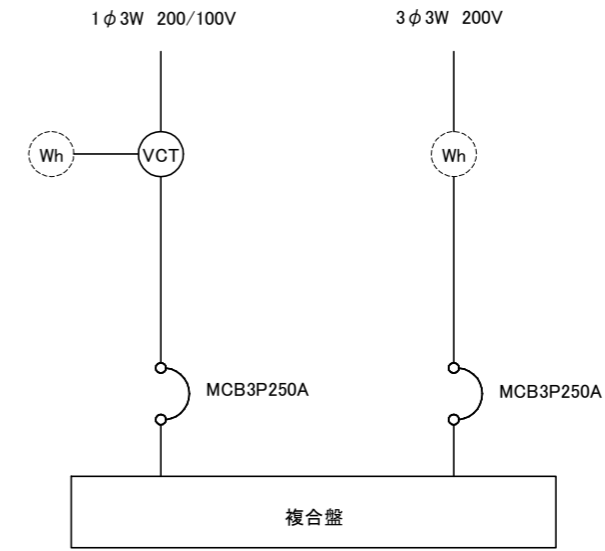 1φ3W 200/100V
3φ3W 200V
Wh
VCT
Wh
MCB3P250A
MCB3P250A
複合盤